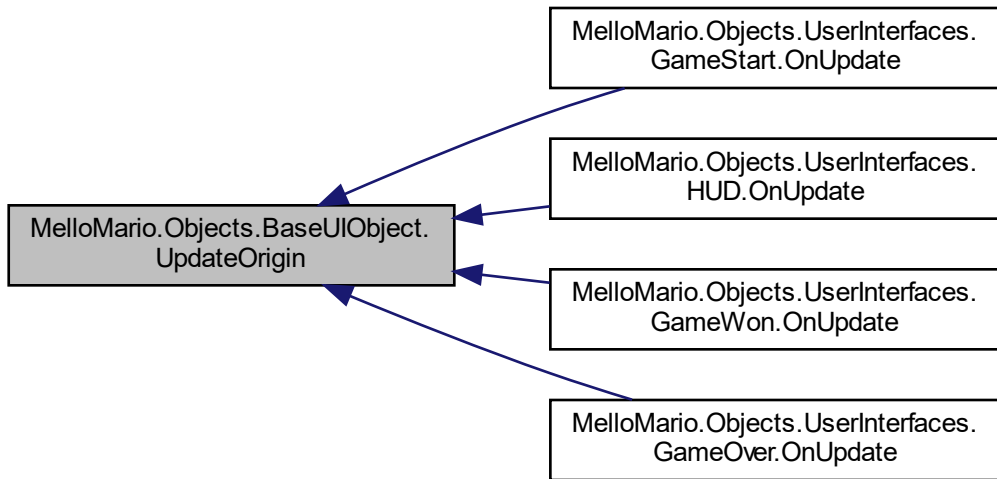 MelloMario.Objects.UserInterfaces.
GameStart.OnUpdate
MelloMario.Objects.UserInterfaces.
HUD.OnUpdate
MelloMario.Objects.BaseUIObject.
UpdateOrigin
MelloMario.Objects.UserInterfaces.
GameWon.OnUpdate
MelloMario.Objects.UserInterfaces.
GameOver.OnUpdate